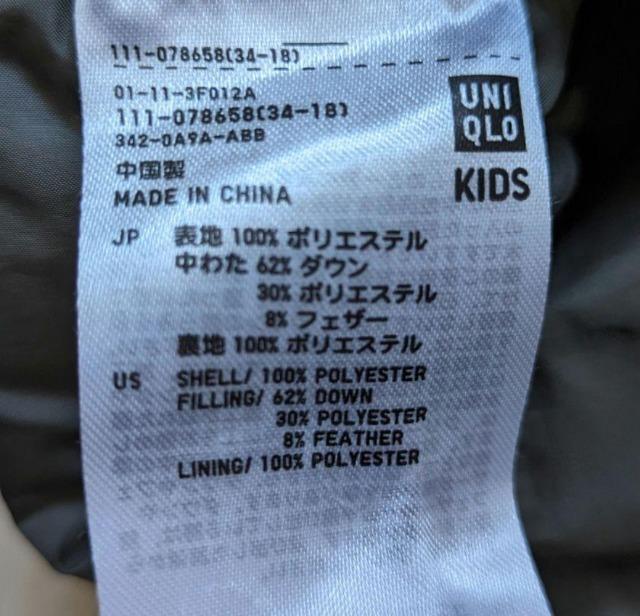 111-078658(34-18)
01-11-3F012A
111-078658(34-18)
342-0A9A-ABB
中国製
MADE IN CHINA
UNI
QLO
KIDS
JP 表地 100% ポリエステル
中わた 62% ダウン
30% ポリエステル
8% フェザー
裏地 100% ポリエステル
US SHELL/ 100% POLYESTER
FILLING/ 62% DOWN
30% POLYESTER
8% FEATHER
LINING/ 100% POLYESTER